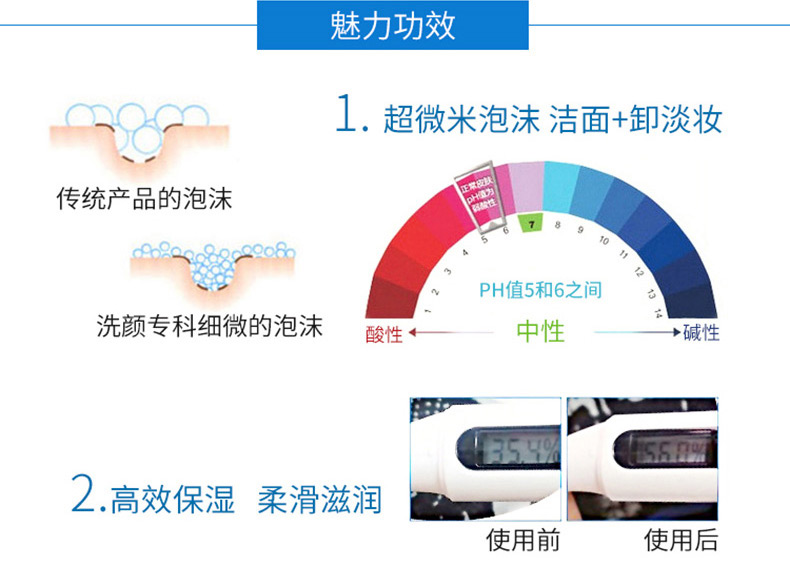 魅力功效
1. 超微米泡沫 洁面+卸淡妆
传统产品的泡沫
洗颜专科细微的泡沫
正常皮肤
pH值为
弱酸性
1 2 3 4 5 6 7 8 9 10 11 12 13 14
PH值5和6之间
酸性
中性
碱性
2.高效保湿 柔滑滋润
35.4%
56.0%
使用前
使用后